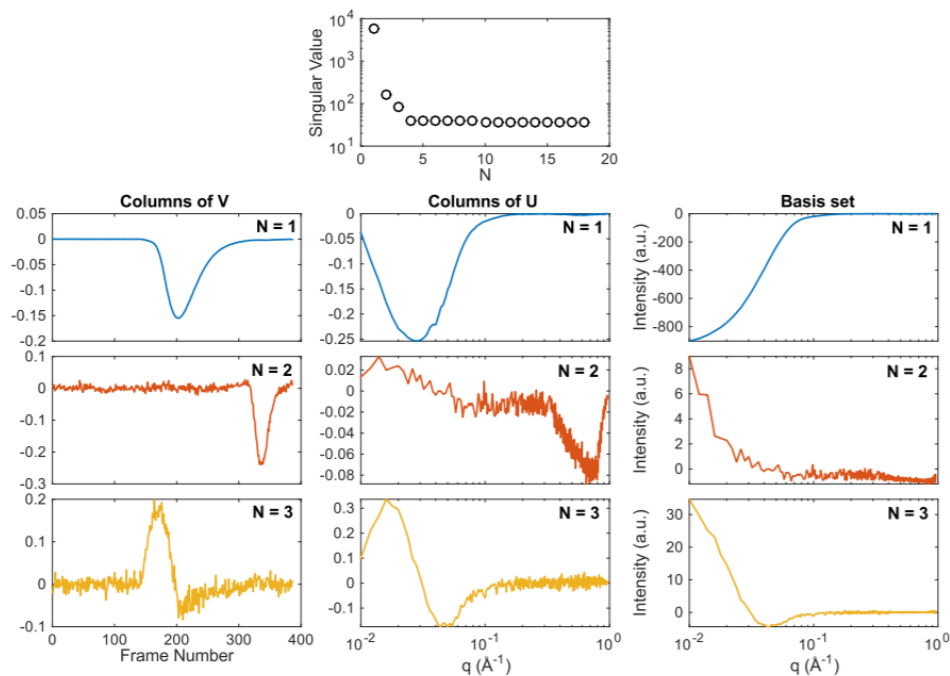 Singular Value
10^4
10^3
10^2
10^1
0 5 10 15 20
N
Columns of V
0.05
0
-0.05
-0.1
-0.15
-0.2
N = 1
Columns of U
0
-0.05
-0.1
-0.15
-0.2
-0.25
N = 1
Basis set
Intensity (a.u.)
0
-200
-400
-600
-800
N = 1
0.1
0
-0.1
-0.2
-0.3
N = 2
0.02
0
-0.02
-0.04
-0.06
-0.08
N = 2
Intensity (a.u.)
8
6
4
2
0
N = 2
0.2
0.1
0
-0.1
N = 3
0 100 200 300 400
Frame Number
0.3
0.2
0.1
0
-0.1
N = 3
10^-2 10^-1 10^0
q (Å^-1)
Intensity (a.u.)
30
20
10
0
N = 3
10^-2 10^-1 10^0
q (Å^-1)